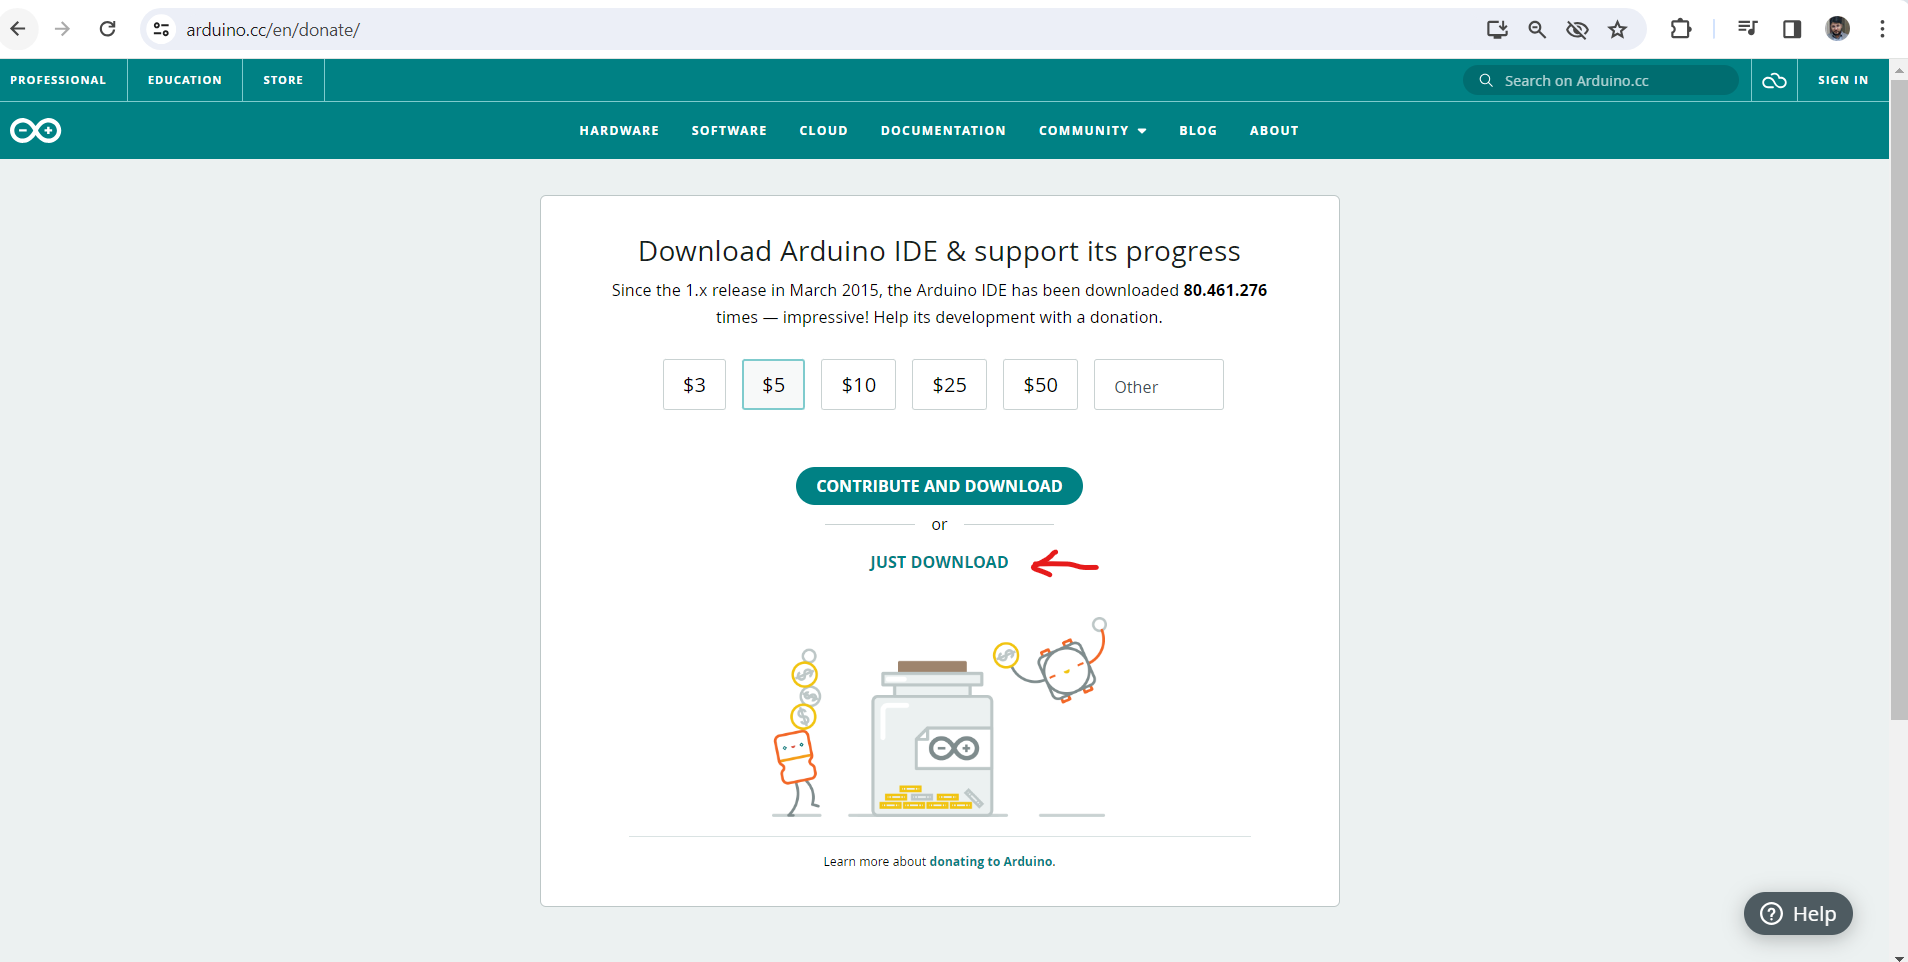 arduino.cc/en/donate/
PROFESSIONAL EDUCATION STORE Search on Arduino.cc SIGN IN
HARDWARE SOFTWARE CLOUD DOCUMENTATION COMMUNITY BLOG ABOUT
Download Arduino IDE & support its progress
Since the 1.x release in March 2015, the Arduino IDE has been downloaded 80.461.276
times — impressive! Help its development with a donation.
$3 $5 $10 $25 $50 Other
CONTRIBUTE AND DOWNLOAD
or
JUST DOWNLOAD
Learn more about donating to Arduino.
Help